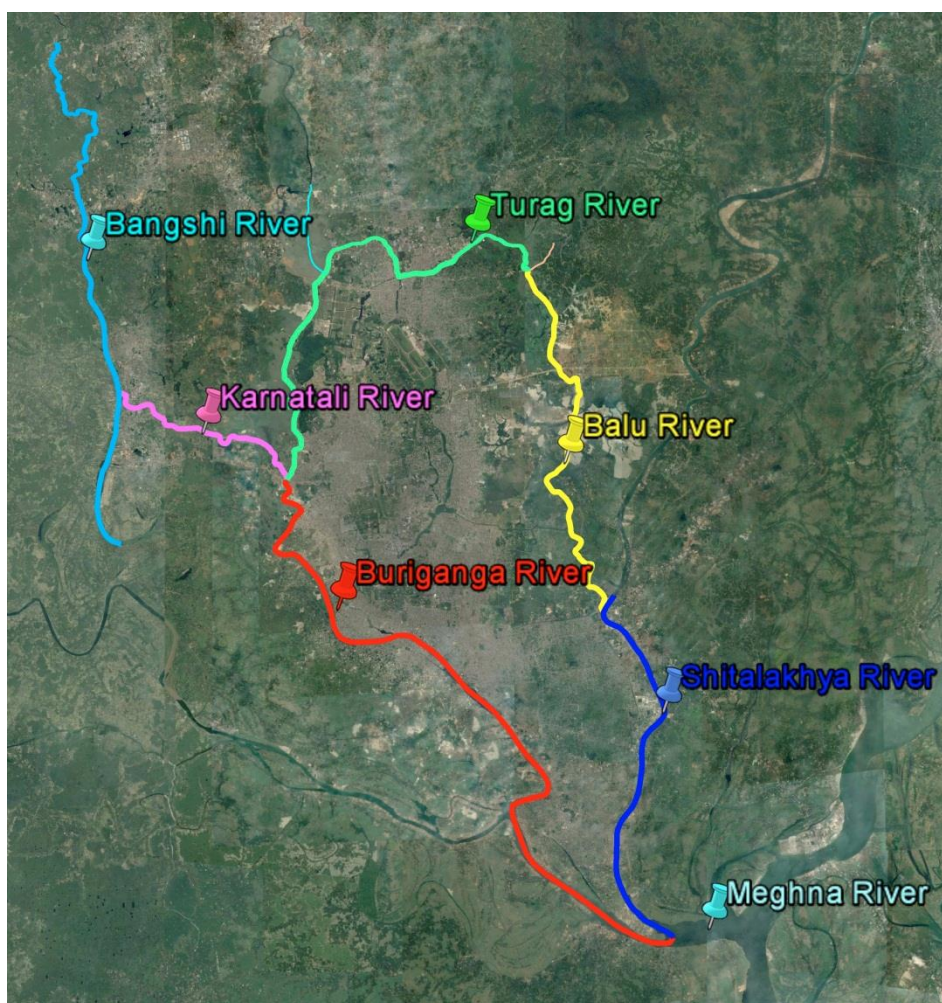 Turag River
Bangshi River
Karnatali River
Balu River
Buriganga River
Shitalakhya River
Meghna River